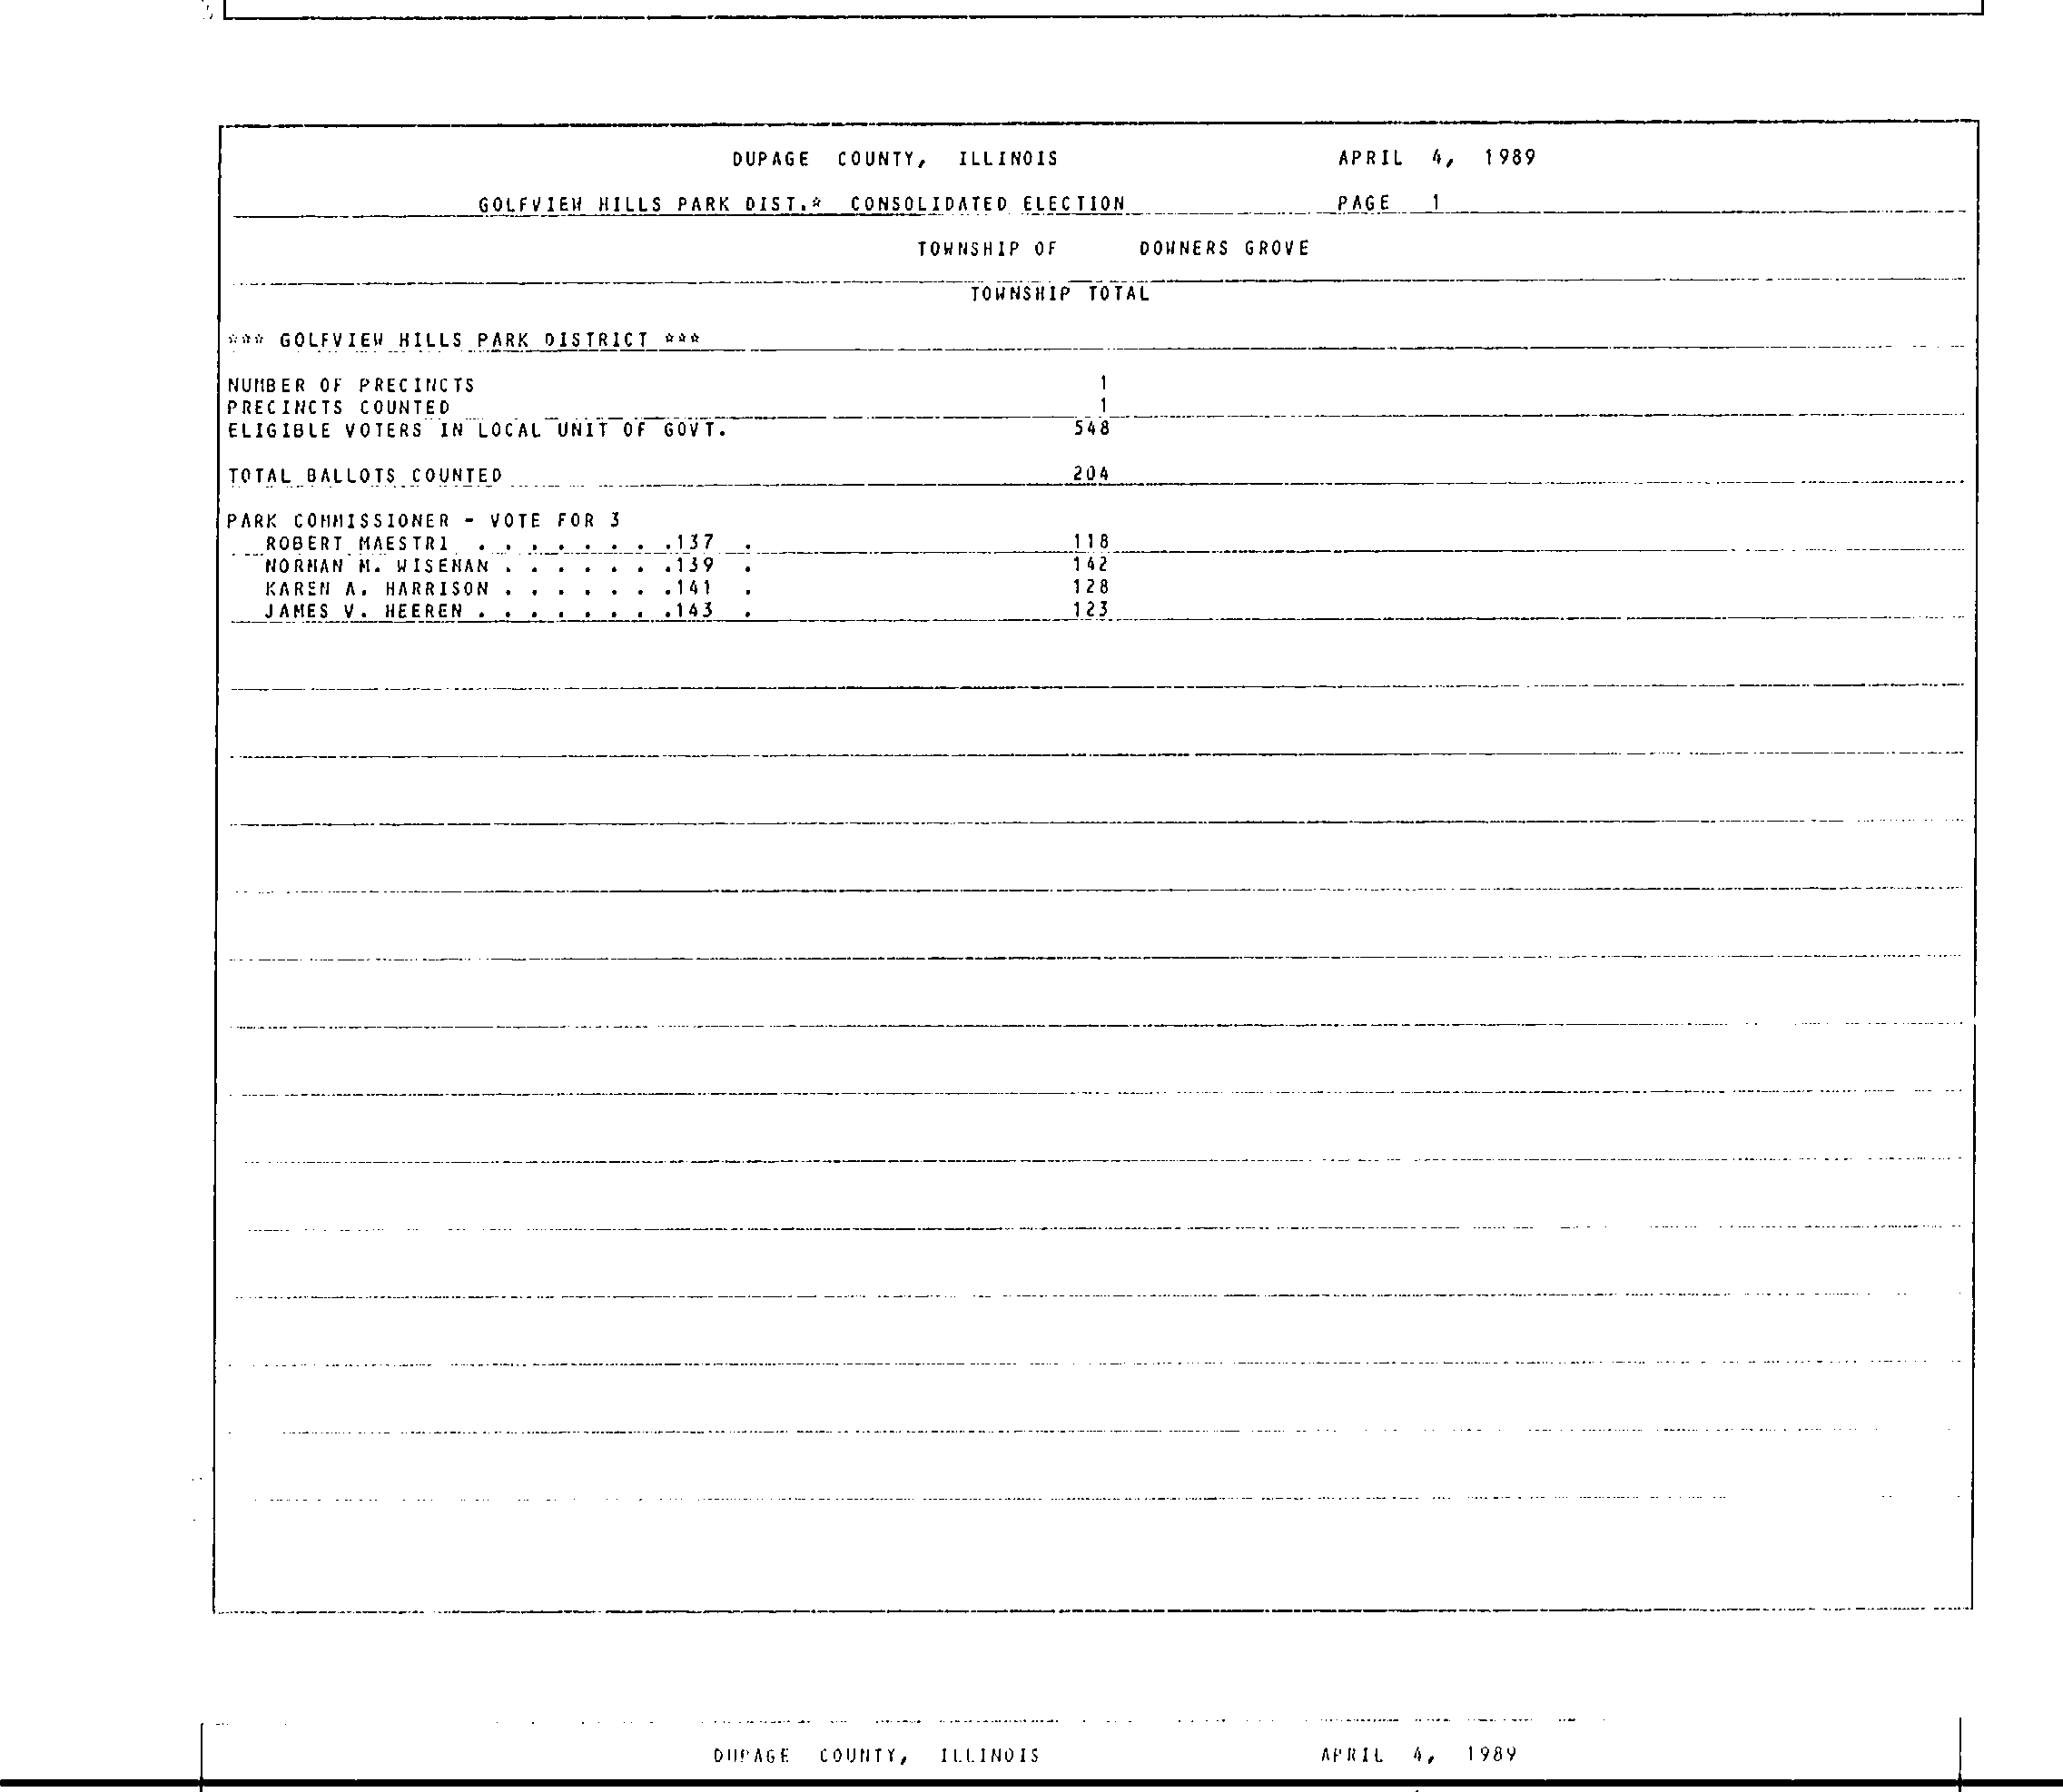 DUPAGE COUNTY, ILLINOIS APRIL 4, 1989
GOLFVIEW HILLS PARK DIST.* CONSOLIDATED ELECTION PAGE 1
TOWNSHIP OF DOWNERS GROVE
TOWNSHIP TOTAL
*** GOLFVIEW HILLS PARK DISTRICT ***
NUMBER OF PRECINCTS 1
PRECINCTS COUNTED 1
ELIGIBLE VOTERS IN LOCAL UNIT OF GOVT. 548
TOTAL BALLOTS COUNTED 204
PARK COMMISSIONER - VOTE FOR 3
ROBERT MAESTRI . . . . . . . .137 . 118
NORMAN M. WISEMAN . . . . . . .139 . 142
KAREN A. HARRISON . . . . . . .141 . 128
JAMES V. HEEREN . . . . . . . .143 . 123
DUPAGE COUNTY, ILLINOIS APRIL 4, 1989